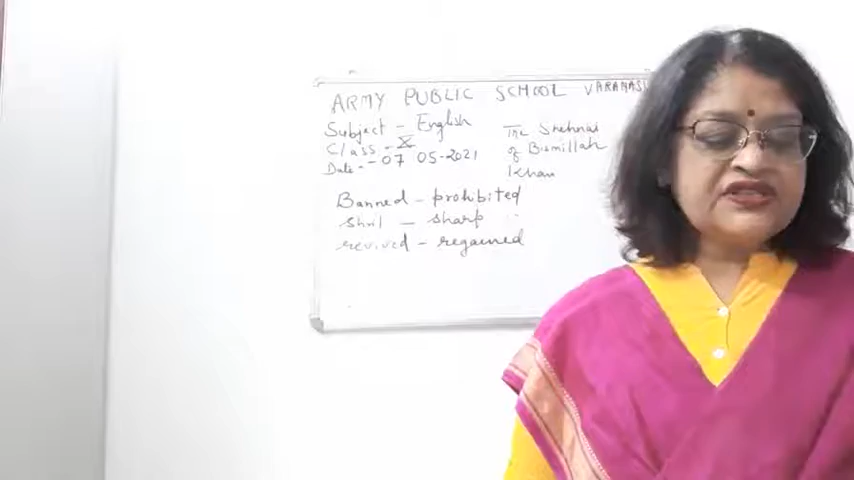 ARMY PUBLIC SCHOOL VARANASI
Subject - English
Class - X
Date - 07 05-2021
The Shehnai
of Bismillah
Khan
Banned - prohibited
Shril - sharp
revived - regained